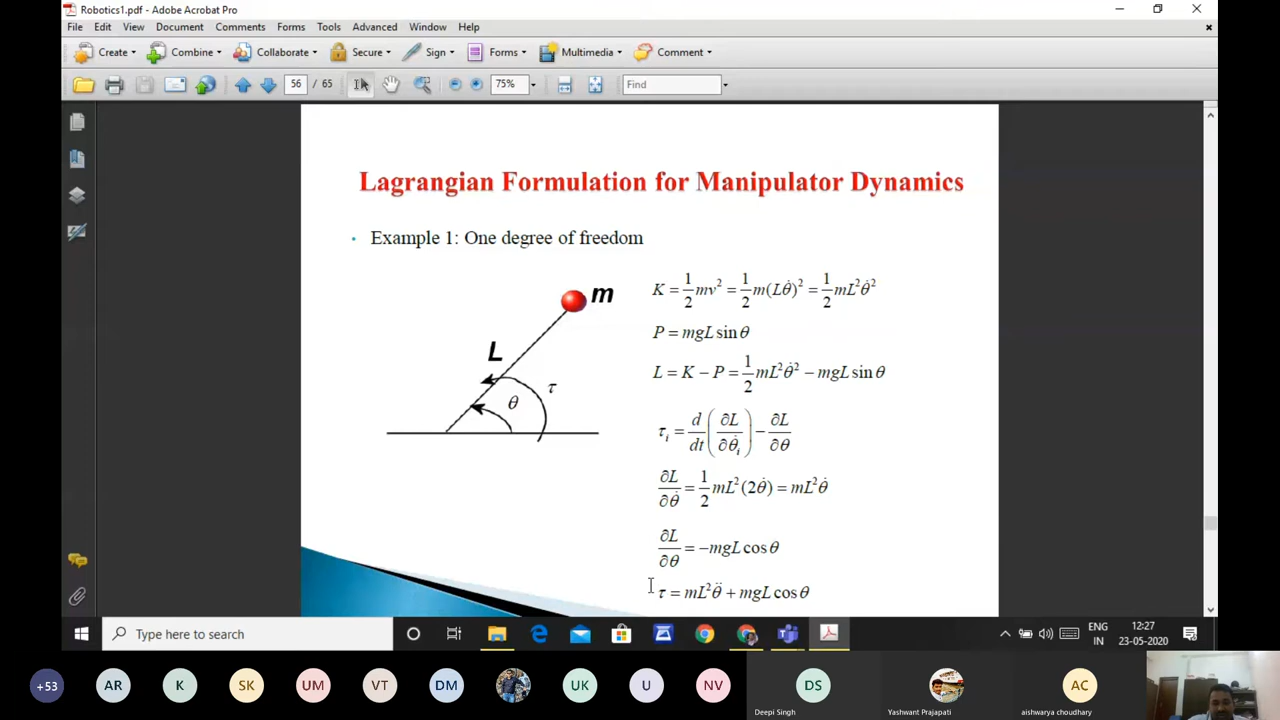 Robotics1.pdf - Adobe Acrobat Pro
File Edit View Document Comments Forms Tools Advanced Window Help
Create Combine Collaborate Secure Sign Forms Multimedia Comment
56 / 65 75% Find
Lagrangian Formulation for Manipulator Dynamics
• Example 1: One degree of freedom
m
L
τ
θ
K = 1/2 mv² = 1/2 m(Lθ̇)² = 1/2 mL²θ̇²
P = mgL sin θ
L = K − P = 1/2 mL²θ̇² − mgL sin θ
τᵢ = d/dt (∂L/∂θ̇ᵢ) − ∂L/∂θ
∂L/∂θ̇ = 1/2 mL²(2θ̇) = mL²θ̇
∂L/∂θ = −mgL cos θ
τ = mL²θ̈ + mgL cos θ
Type here to search
ENG
IN
12:27
23-05-2020
+53 AR K SK UM VT DM UK U NV DS AC
Deepi Singh Yashwant Prajapati aishwarya choudhary